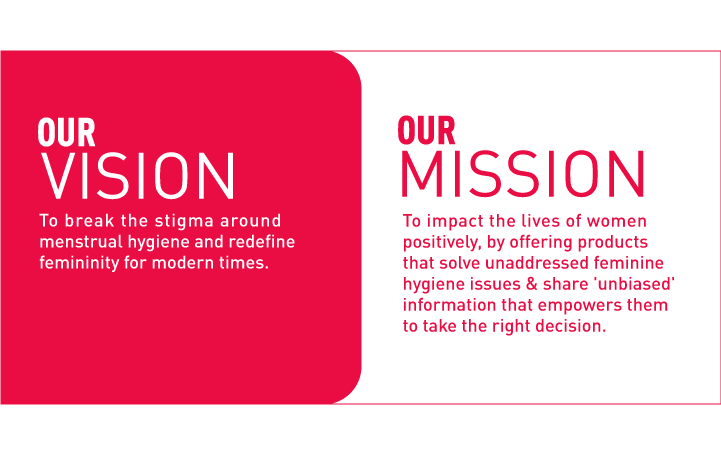 OUR
VISION
To break the stigma around
menstrual hygiene and redefine
femininity for modern times.
OUR
MISSION
To impact the lives of women
positively, by offering products
that solve unaddressed feminine
hygiene issues & share 'unbiased'
information that empowers them
to take the right decision.